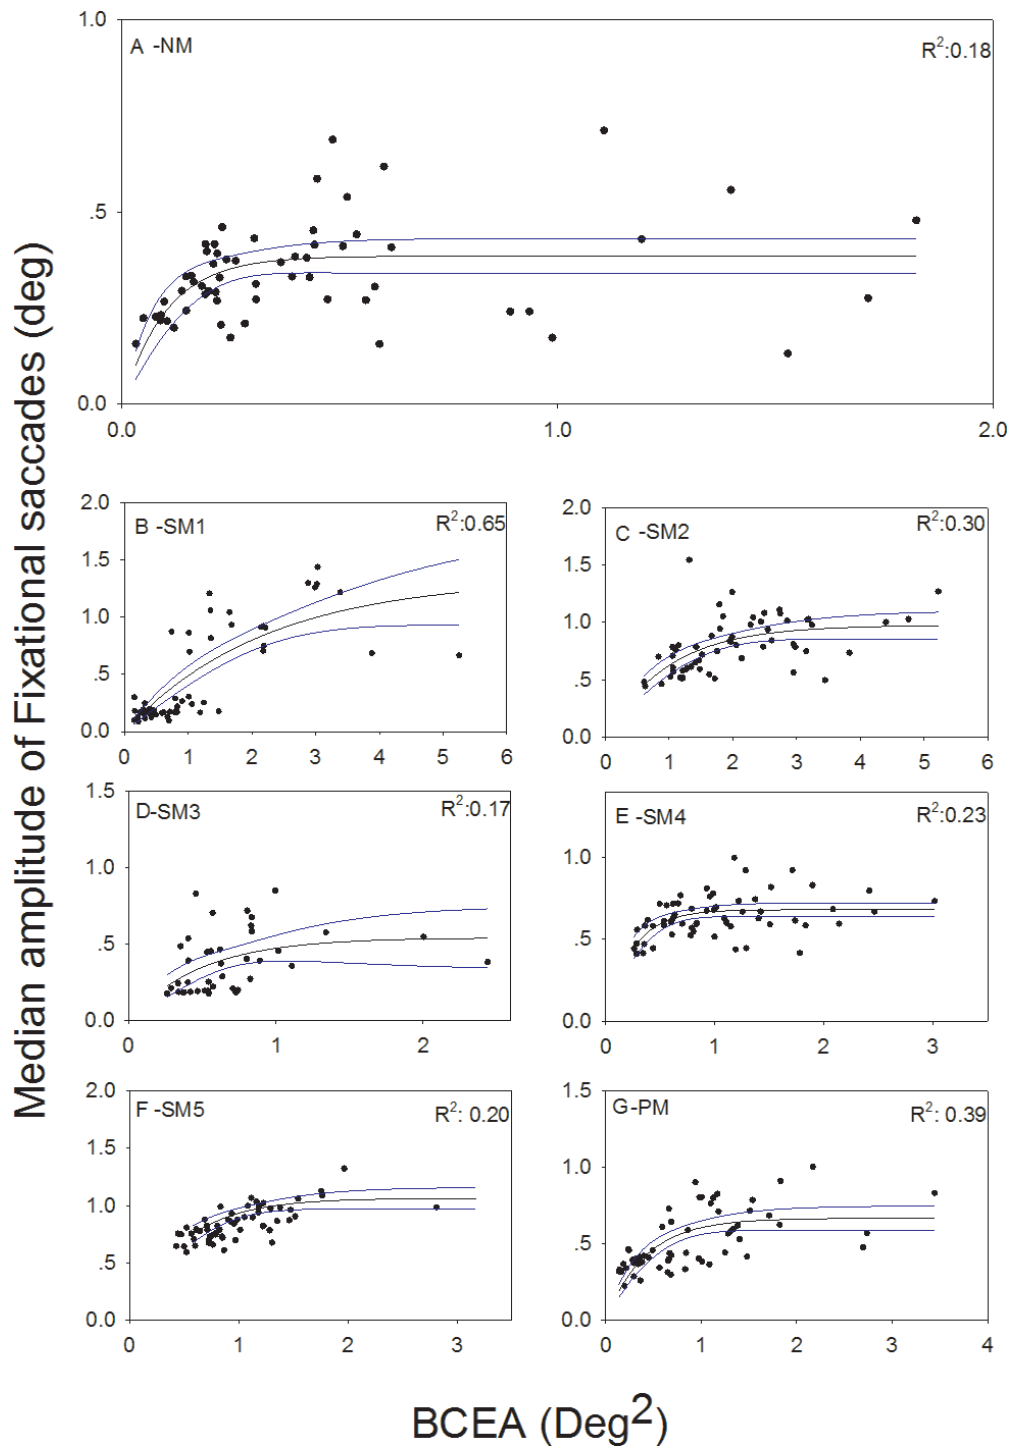 Median amplitude of Fixational saccades (deg)
A -NM
R²:0.18
1.0
.5
0.0
0.0 1.0 2.0
B -SM1
R²:0.65
2.0
1.5
1.0
.5
0.0
0 1 2 3 4 5 6
C -SM2
R²:0.30
2.0
1.5
1.0
.5
0.0
0 1 2 3 4 5 6
D-SM3
R²:0.17
1.5
1.0
.5
0.0
0 1 2
E -SM4
R²:0.23
1.0
.5
0.0
0 1 2 3
F -SM5
R²: 0.20
2.0
1.5
1.0
.5
0.0
0 1 2 3
G-PM
R²: 0.39
1.5
1.0
.5
0.0
0 1 2 3 4
BCEA (Deg²)